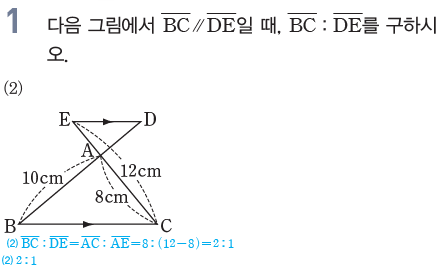 1 다음 그림에서 BC∥DE일 때, BC : DE를 구하시
오.
(2)
E D
A
10cm 12cm
8cm
B C
(2) BC : DE=AC : AE=8 : (12-8)=2 : 1
(2) 2 : 1